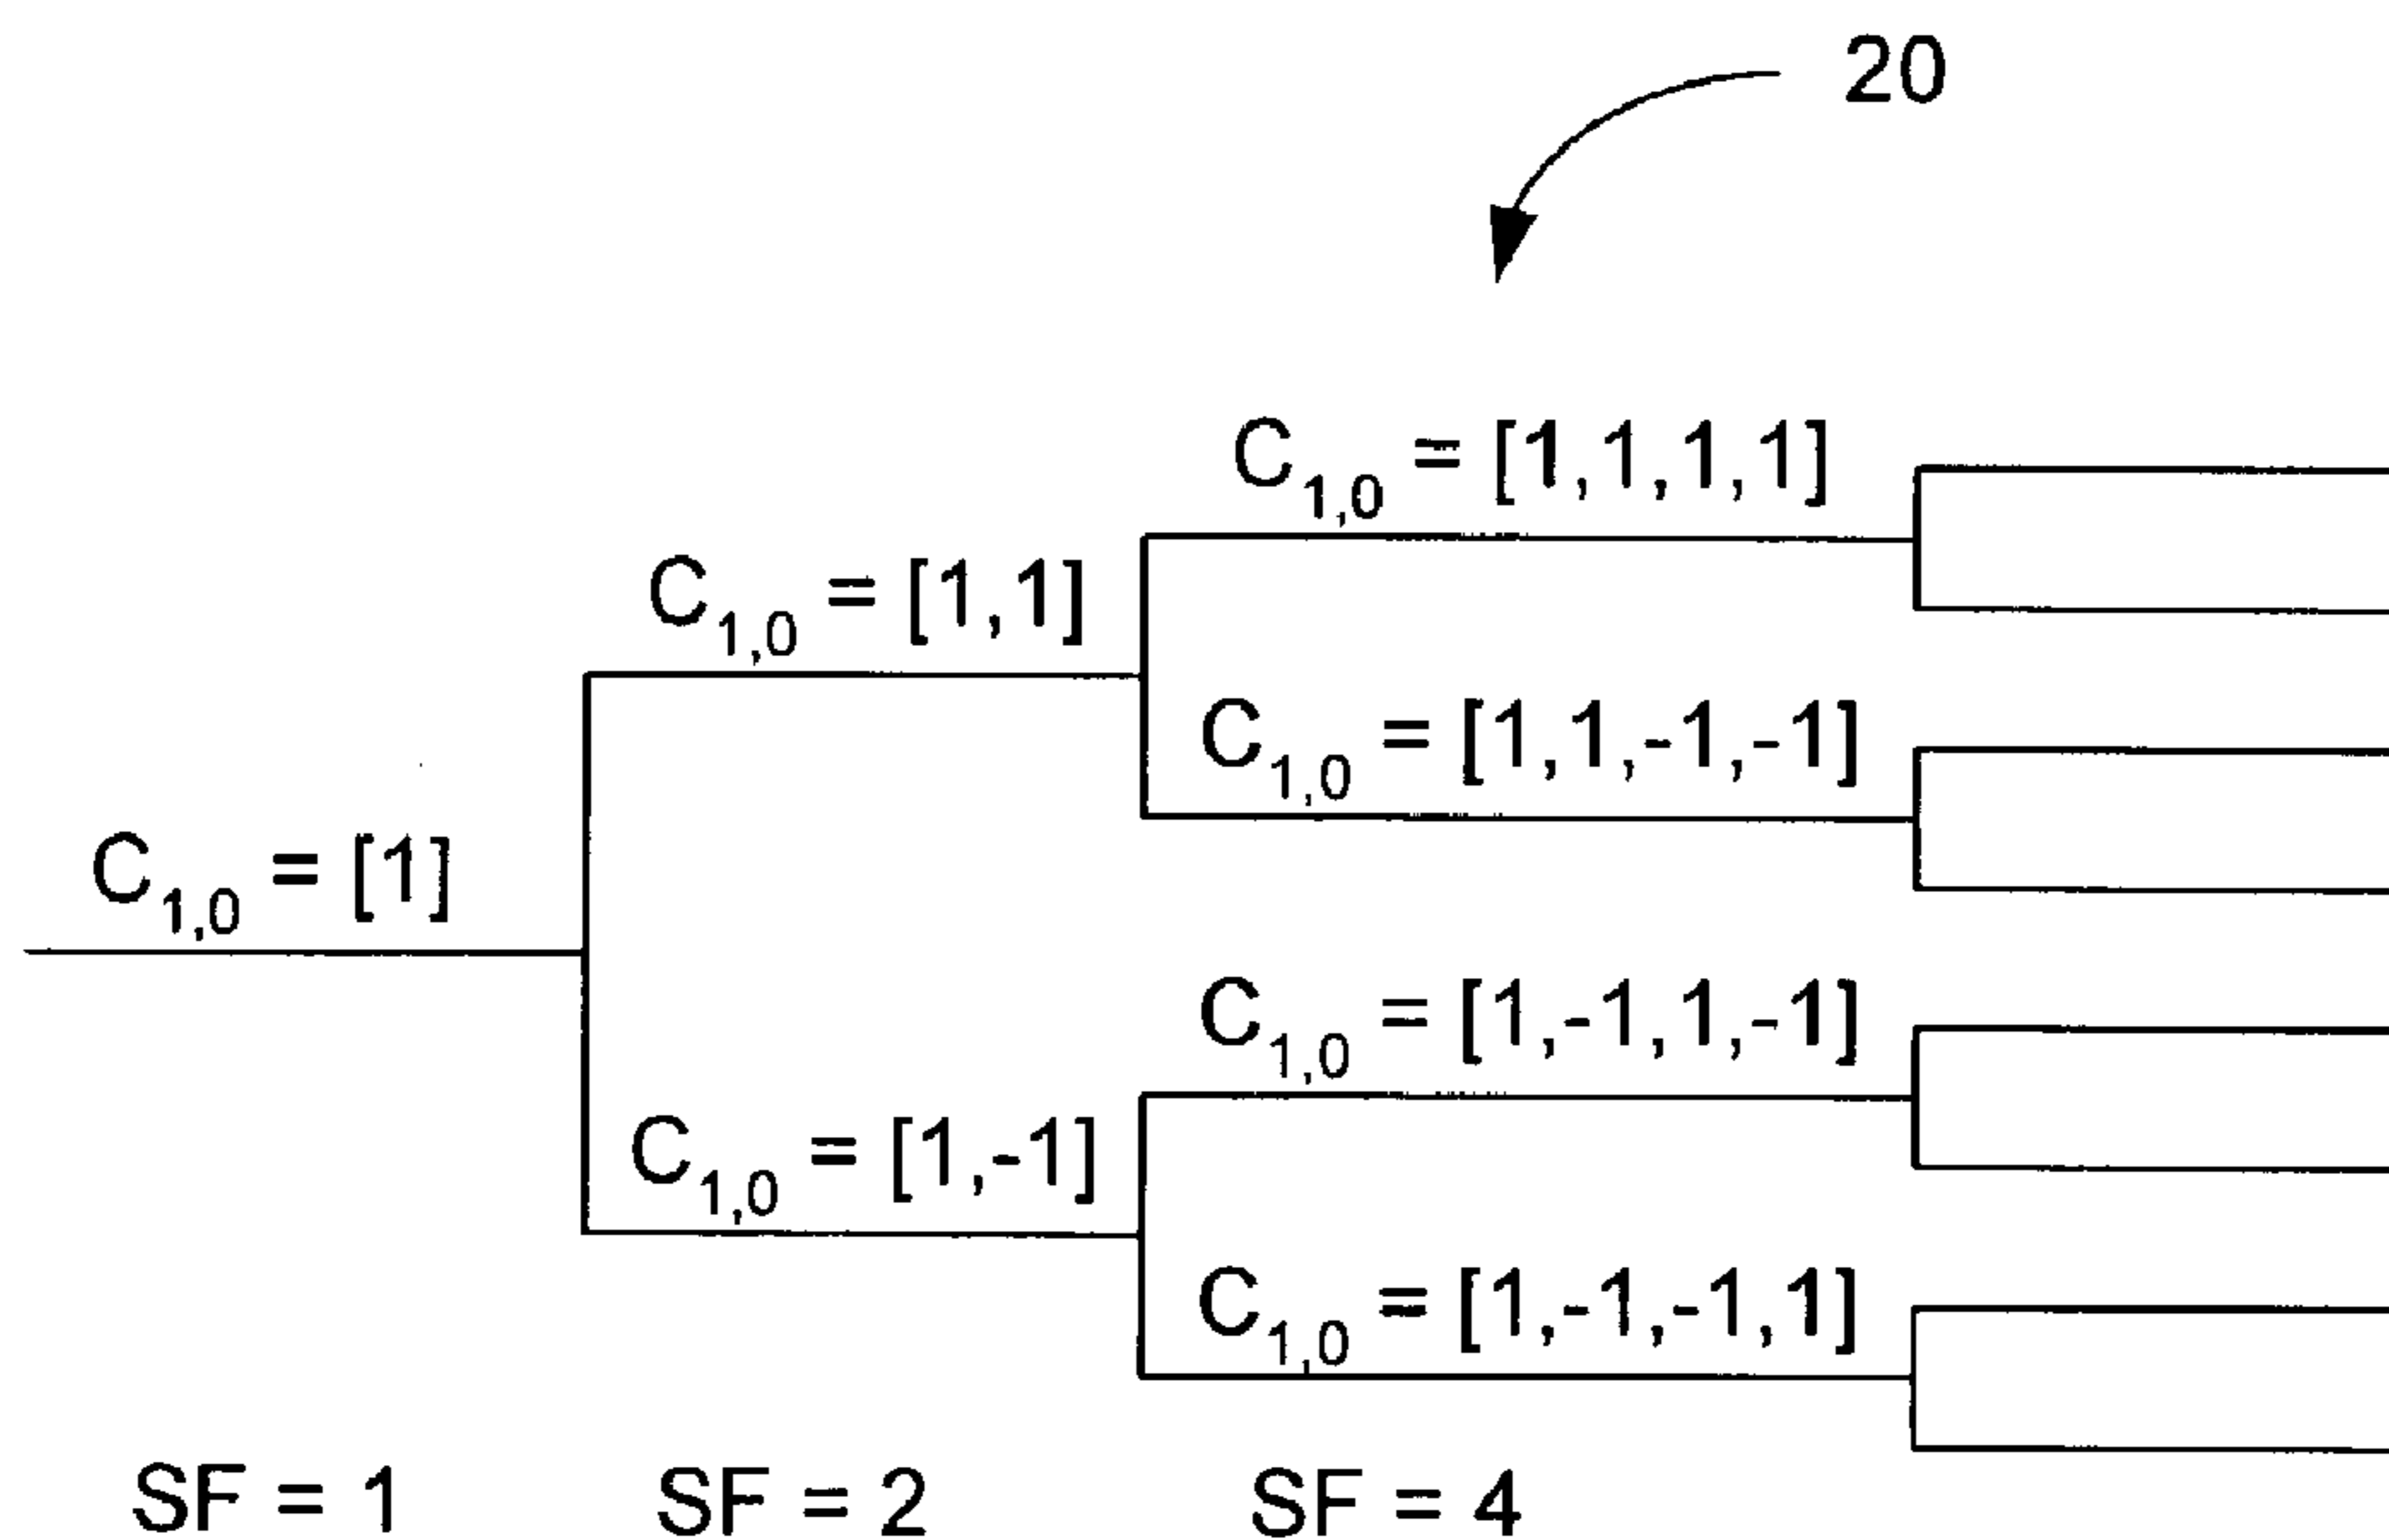 20
C1,0 = [1,1,1,1]
C1,0 = [1,1]
C1,0 = [1,1,-1,-1]
C1,0 = [1]
C1,0 = [1,-1,1,-1]
C1,0 = [1,-1]
C1,0 = [1,-1,-1,1]
SF = 1 SF = 2 SF = 4